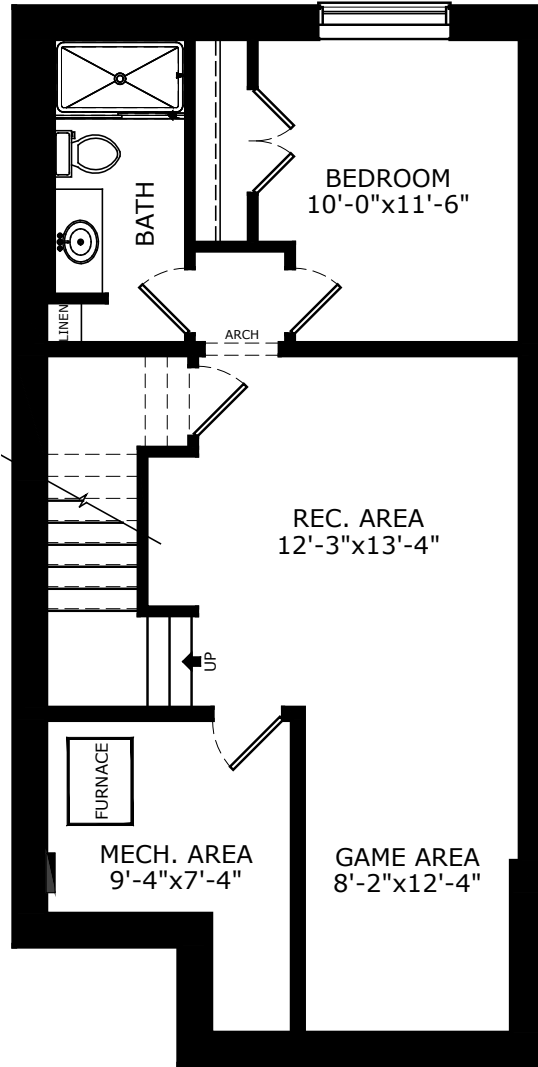 BATH
BEDROOM
10'-0"x11'-6"
LINEN
ARCH
REC. AREA
12'-3"x13'-4"
UP
FURNACE
MECH. AREA
9'-4"x7'-4"
GAME AREA
8'-2"x12'-4"